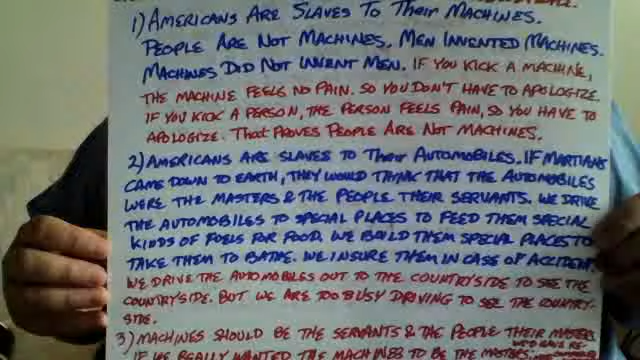 1) AMERICANS ARE SLAVES TO THEIR MACHINES.
PEOPLE ARE NOT MACHINES. MEN INVENTED MACHINES.
MACHINES DID NOT INVENT MEN. IF YOU KICK A MACHINE,
THE MACHINE FEELS NO PAIN. SO YOU DON'T HAVE TO APOLOGIZE.
IF YOU KICK A PERSON, THE PERSON FEELS PAIN, SO YOU HAVE TO
APOLOGIZE. THAT PROVES PEOPLE ARE NOT MACHINES.
2) AMERICANS ARE SLAVES TO THEIR AUTOMOBILES. IF MARTIANS
CAME DOWN TO EARTH, THEY WOULD THINK THAT THE AUTOMOBILES
WERE THE MASTERS & THE PEOPLE THEIR SERVANTS. WE DRIVE
THE AUTOMOBILES TO SPECIAL PLACES TO FEED THEM SPECIAL
KINDS OF FUELS FOR FOOD. WE BUILD THEM SPECIAL PLACES TO
TAKE THEM TO BATHE. WE INSURE THEM IN CASE OF ACCIDENT.
WE DRIVE THE AUTOMOBILES OUT TO THE COUNTRYSIDE TO SEE THE
COUNTRYSIDE. BUT WE ARE TOO BUSY DRIVING TO SEE THE COUNTRY-
SIDE.
3) MACHINES SHOULD BE THE SERVANTS & THE PEOPLE THEIR MASTERS
IF WE REALLY WANTED THE MACHINES TO BE THE MASTERS,